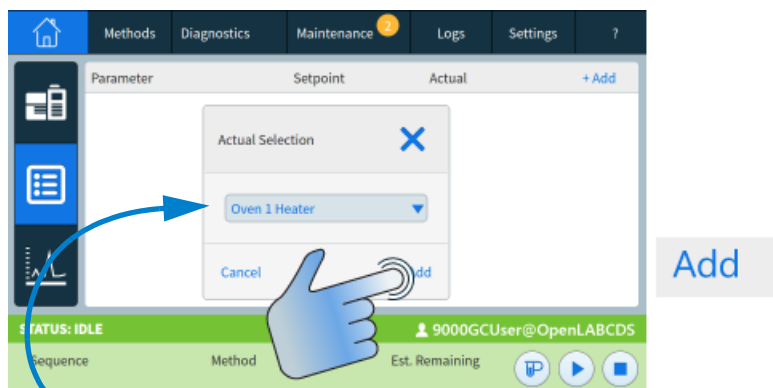 Methods Diagnostics Maintenance 2 Logs Settings ?
Parameter Setpoint Actual + Add
Actual Selection
Oven 1 Heater
Cancel Add
Add
STATUS: IDLE 9000GCUser@OpenLABCDS
Sequence Method Est. Remaining